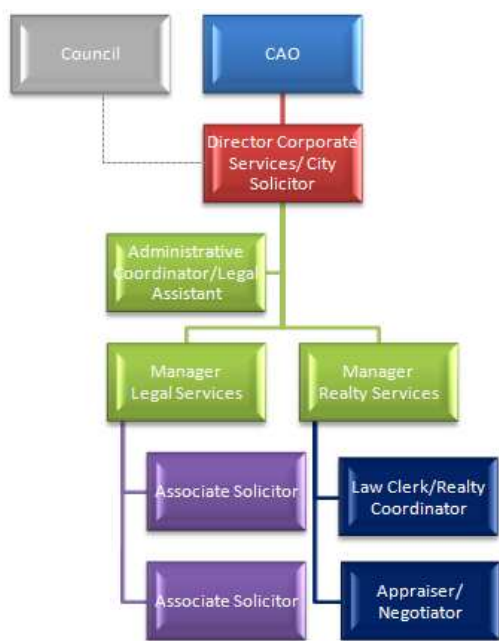 Council
CAO
Director Corporate
Services/ City
Solicitor
Administrative
Coordinator/Legal
Assistant
Manager
Legal Services
Manager
Realty Services
Associate Solicitor
Law Clerk/Realty
Coordinator
Associate Solicitor
Appraiser/
Negotiator